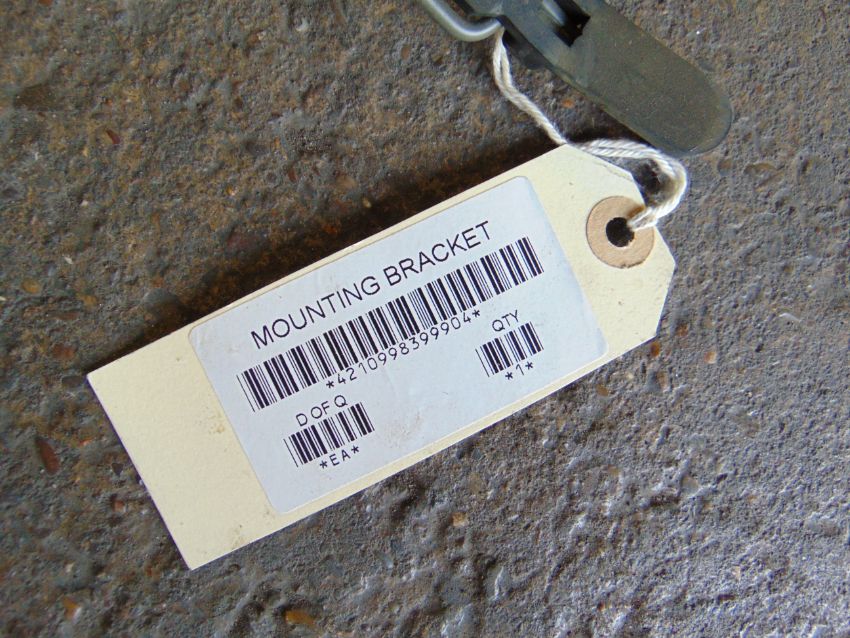 MOUNTING BRACKET
*4210998399904*
QTY
*1*
D OF Q
*EA*